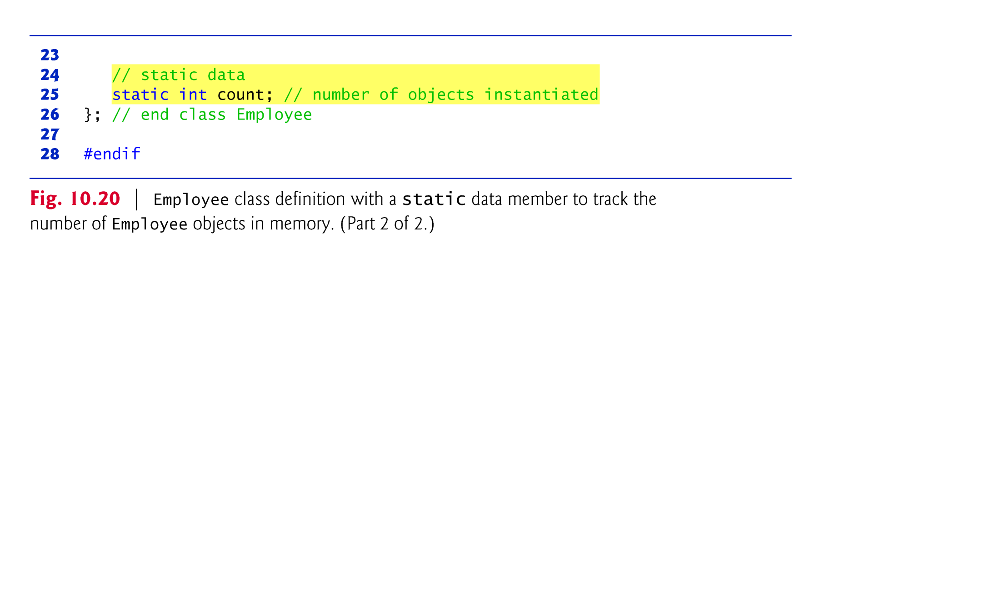 23
24 // static data
25 static int count; // number of objects instantiated
26 }; // end class Employee
27
28 #endif
Fig. 10.20 | Employee class definition with a static data member to track the
number of Employee objects in memory. (Part 2 of 2.)